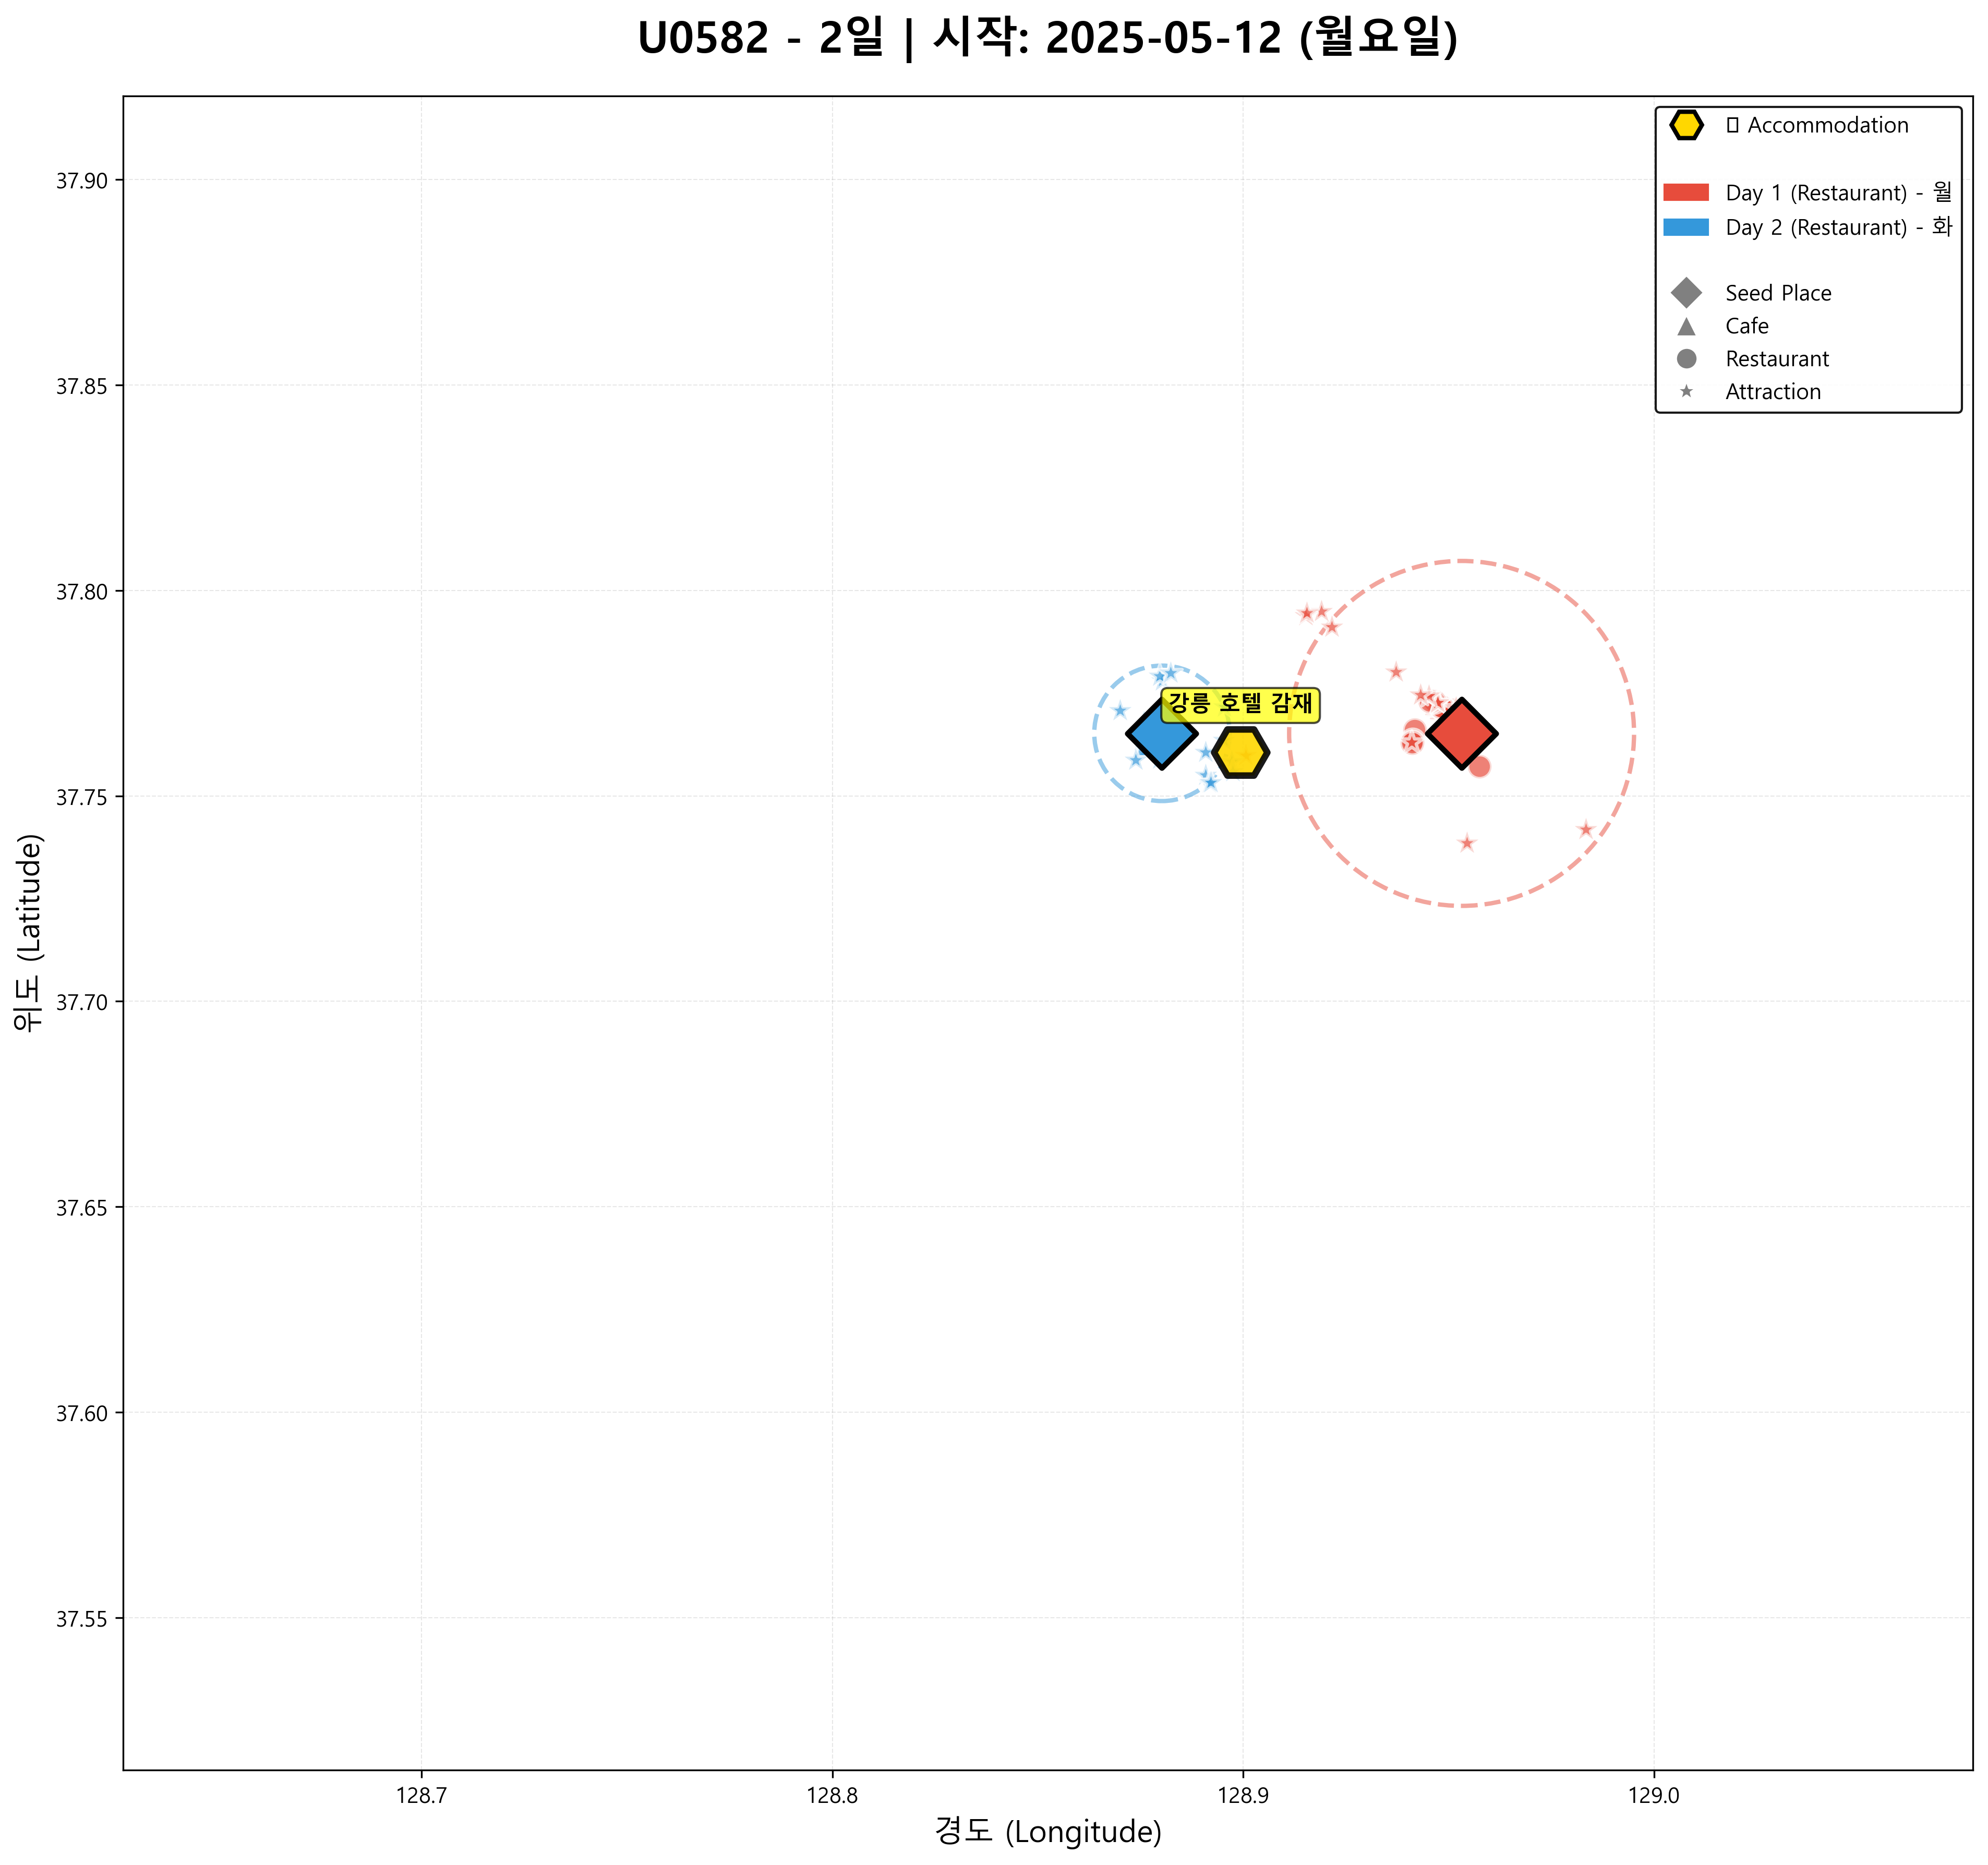 U0582 - 2일 | 시작: 2025-05-12 (월요일)
Accommodation
Day 1 (Restaurant) - 월
Day 2 (Restaurant) - 화
Seed Place
Cafe
Restaurant
Attraction
37.90
37.85
37.80
37.75
37.70
37.65
37.60
37.55
위도 (Latitude)
강릉 호텔 감재
128.7
128.8
128.9
129.0
경도 (Longitude)